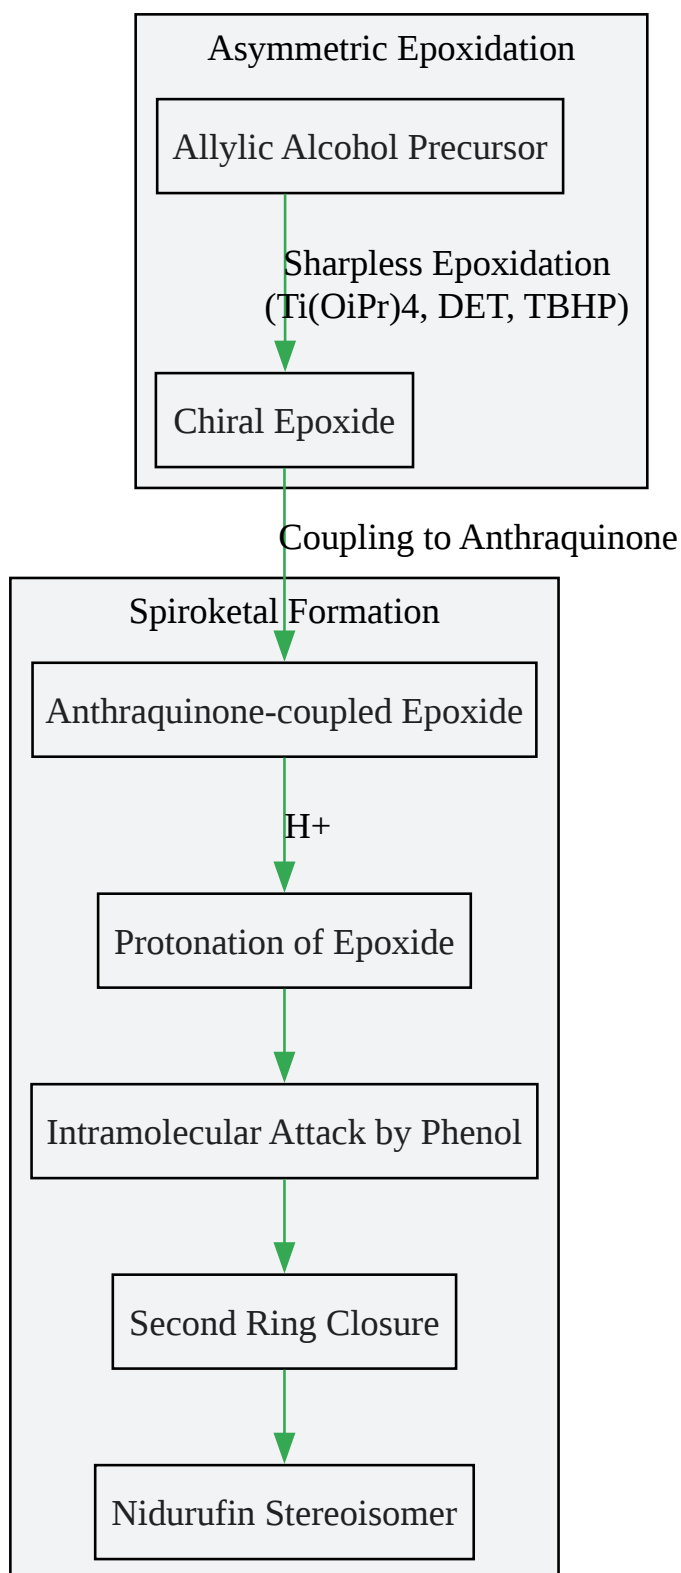 Asymmetric Epoxidation
Allylic Alcohol Precursor
Sharpless Epoxidation
(Ti(OiPr)4, DET, TBHP)
Chiral Epoxide
Coupling to Anthraquinone
Spiroketal Formation
Anthraquinone-coupled Epoxide
H+
Protonation of Epoxide
Intramolecular Attack by Phenol
Second Ring Closure
Nidurufin Stereoisomer